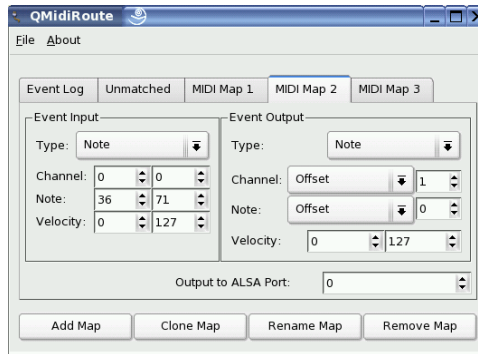 QMidiRoute
File About
Event Log Unmatched MIDI Map 1 MIDI Map 2 MIDI Map 3
Event Input
Type: Note
Channel: 0 0
Note: 36 71
Velocity: 0 127
Event Output
Type: Note
Channel: Offset 1
Note: Offset 0
Velocity: 0 127
Output to ALSA Port: 0
Add Map Clone Map Rename Map Remove Map